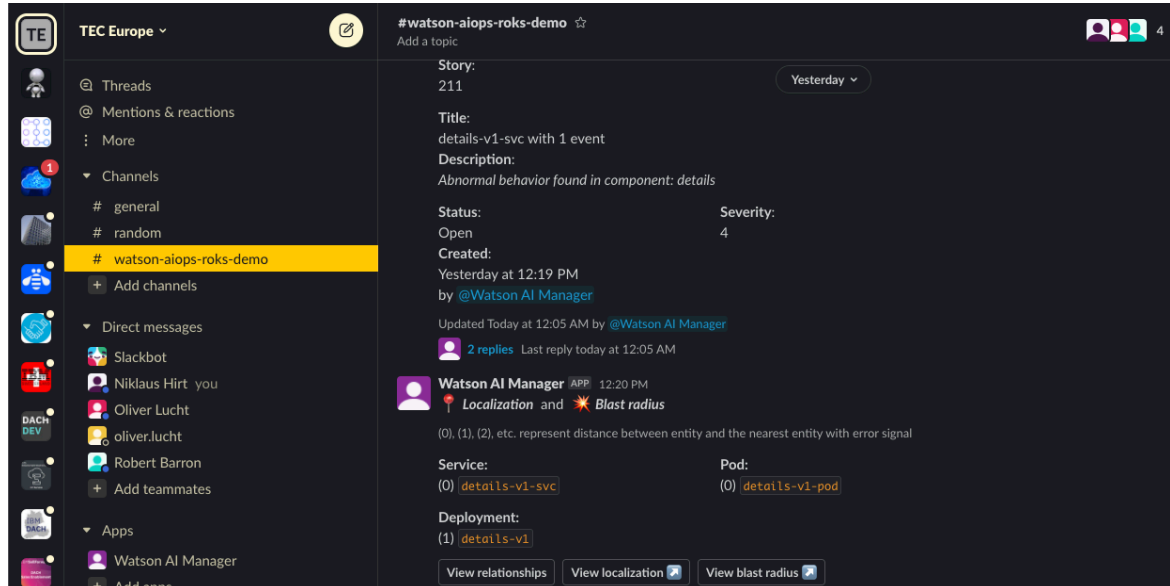 TE
TEC Europe
Threads
@ Mentions & reactions
More
Channels
# general
# random
# watson-aiops-roks-demo
+ Add channels
Direct messages
Slackbot
Niklaus Hirt you
Oliver Lucht
oliver.lucht
Robert Barron
+ Add teammates
Apps
Watson AI Manager
+ Add apps
1
DACH
DEV
IBM
DACH
#watson-aiops-roks-demo
Add a topic
4
Yesterday
Story:
211
Title:
details-v1-svc with 1 event
Description:
Abnormal behavior found in component: details
Status:
Open
Severity:
4
Created:
Yesterday at 12:19 PM
by @Watson AI Manager
Updated Today at 12:05 AM by @Watson AI Manager
2 replies Last reply today at 12:05 AM
Watson AI Manager APP 12:20 PM
Localization and Blast radius
(0), (1), (2), etc. represent distance between entity and the nearest entity with error signal
Service:
(0) details-v1-svc
Pod:
(0) details-v1-pod
Deployment:
(1) details-v1
View relationships
View localization
View blast radius